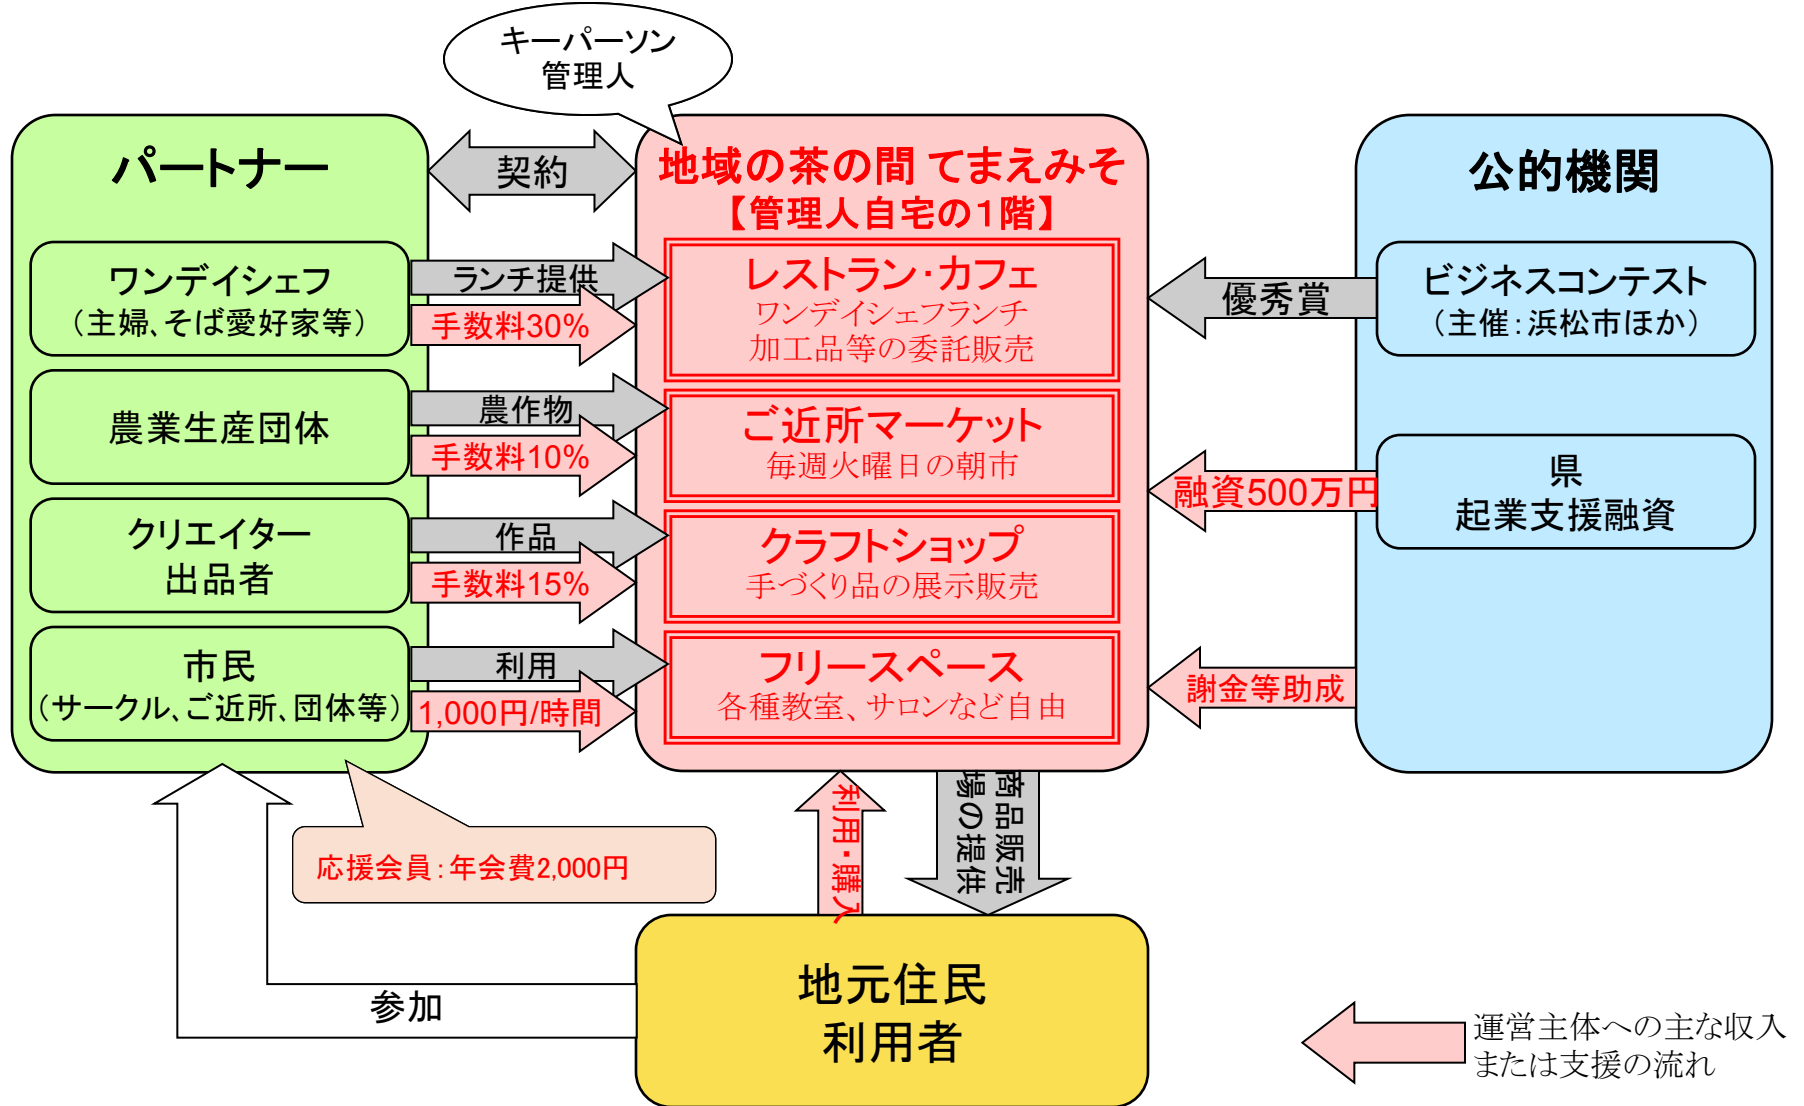 キーパーソン
管理人
パートナー
契約
地域の茶の間 てまえみそ
【管理人自宅の1階】
公的機関
ワンデイシェフ
（主婦、そば愛好家等）
ランチ提供
手数料30%
レストラン・カフェ
ワンデイシェフランチ
加工品等の委託販売
優秀賞
ビジネスコンテスト
（主催：浜松市ほか）
農業生産団体
農作物
手数料10%
ご近所マーケット
毎週火曜日の朝市
融資500万円
県
起業支援融資
クリエイター
出品者
作品
手数料15%
クラフトショップ
手づくり品の展示販売
市民
（サークル、ご近所、団体等）
利用
1,000円/時間
フリースペース
各種教室、サロンなど自由
謝金等助成
応援会員：年会費2,000円
利用・購入
商品販売
場の提供
参加
地元住民
利用者
運営主体への主な収入
または支援の流れ